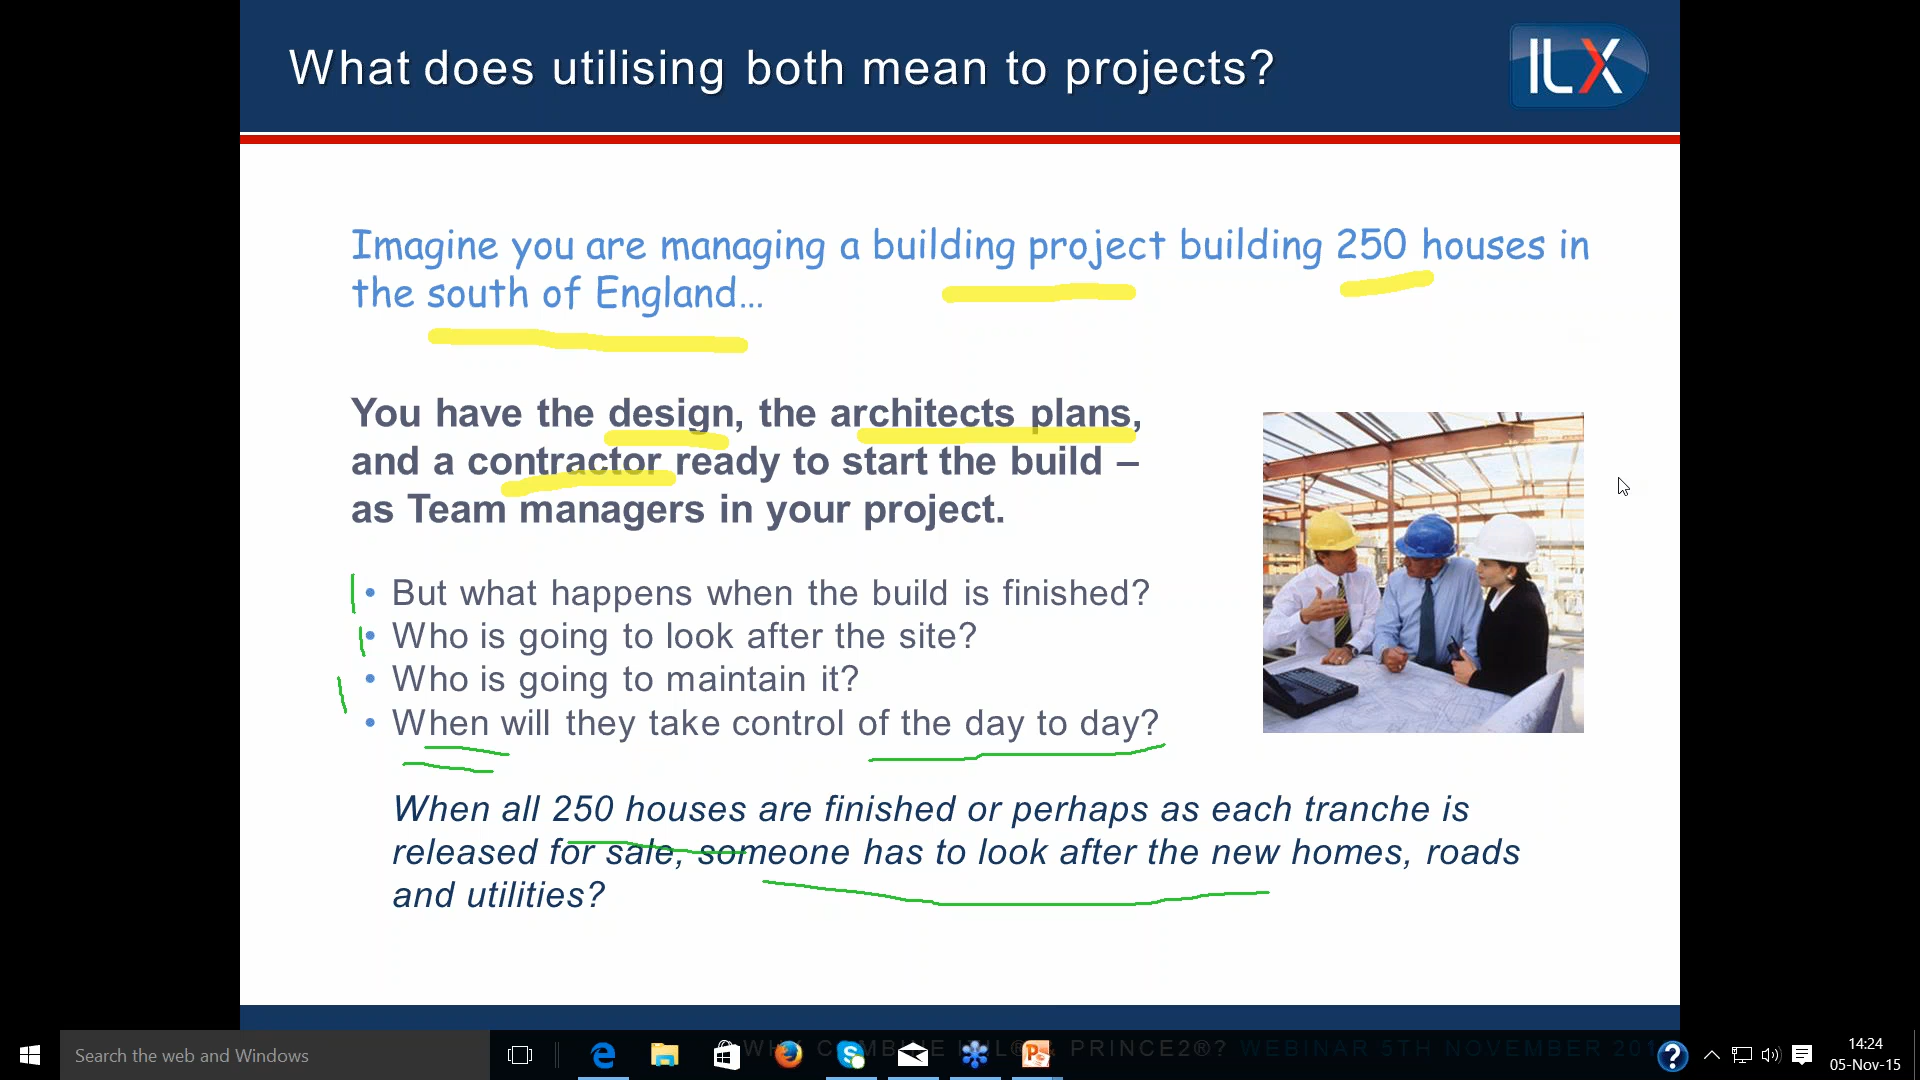 What does utilising both mean to projects?
ILX
Imagine you are managing a building project building 250 houses in
the south of England...
You have the design, the architects plans,
and a contractor ready to start the build –
as Team managers in your project.
• But what happens when the build is finished?
• Who is going to look after the site?
• Who is going to maintain it?
• When will they take control of the day to day?
When all 250 houses are finished or perhaps as each tranche is
released for sale, someone has to look after the new homes, roads
and utilities?
Search the web and Windows
PRINCE2®? WEBINAR 5TH NOVEMBER
14:24
05-Nov-15